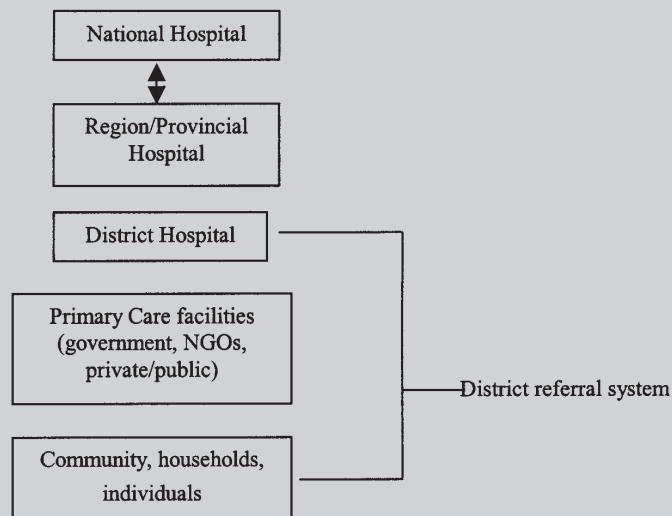 National Hospital
Region/Provincial
Hospital
District Hospital
Primary Care facilities
(government, NGOs,
private/public)
District referral system
Community, households,
individuals